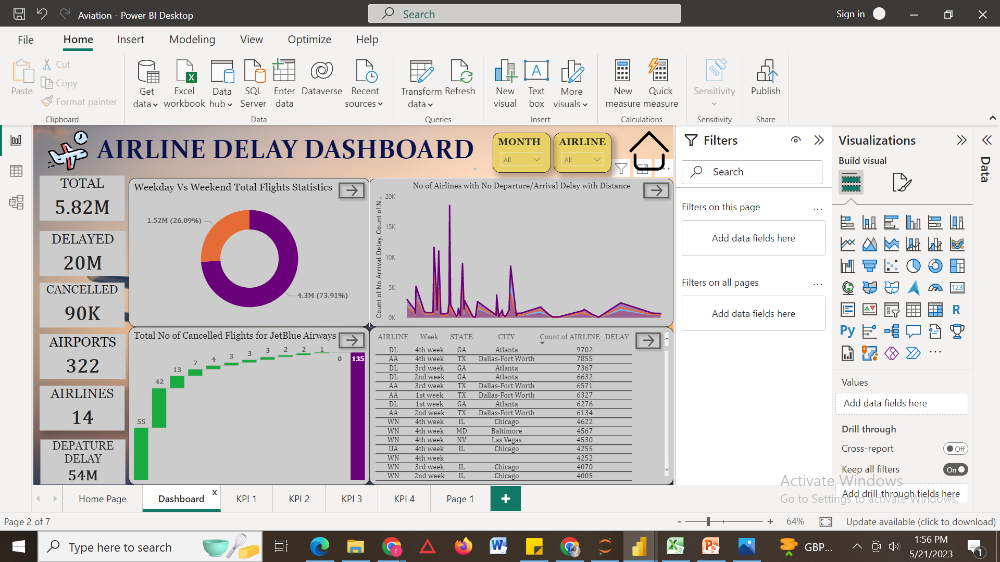 Aviation - Power BI Desktop
Search
Sign in
File Home Insert Modeling View Optimize Help
Paste
Cut
Copy
Format painter
Clipboard
Get data
Excel workbook
Data hub
SQL Server
Enter data
Dataverse
Recent sources
Data
Transform data
Refresh
Queries
New visual
Text box
More visuals
Insert
New measure
Quick measure
Calculations
Sensitivity
Sensitivity
Publish
Share
AIRLINE DELAY DASHBOARD
MONTH
All
AIRLINE
All
TOTAL
5.82M
DELAYED
20M
CANCELLED
90K
AIRPORTS
322
AIRLINES
14
DEPATURE
DELAY
54M
Weekday Vs Weekend Total Flights Statistics
1.52M (26.09%)
4.3M (73.91%)
No of Airlines with No Departure/Arrival Delay with Distance
Count of No Arrival Delay, Count of N...
20K
15K
10K
5K
0K
Total No of Cancelled Flights for JetBlue Airways
55
42
13
7
4
3
3
3
2
2
1
0
135
AIRLINE Week STATE CITY Count of AIRLINE_DELAY
DL 4th week GA Atlanta 9702
AA 4th week TX Dallas-Fort Worth 7855
DL 3rd week GA Atlanta 7367
DL 2nd week GA Atlanta 6632
AA 3rd week TX Dallas-Fort Worth 6571
AA 1st week TX Dallas-Fort Worth 6327
DL 1st week GA Atlanta 6276
AA 2nd week TX Dallas-Fort Worth 6134
WN 4th week IL Chicago 4622
WN 4th week MD Baltimore 4567
WN 4th week NV Las Vegas 4530
UA 4th week IL Chicago 4255
WN 4th week 4252
WN 3rd week IL Chicago 4070
WN 2nd week IL Chicago 4005
Filters
Search
Filters on this page ...
Add data fields here
Filters on all pages ...
Add data fields here
Visualizations
Build visual
123
R
Py
...
Values
Add data fields here
Drill through
Cross-report Off
Keep all filters On
Add drill-through fields here
Data
Activate Windows
Go to Settings to activate Windows.
Home Page Dashboard x KPI 1 KPI 2 KPI 3 KPI 4 Page 1 +
Page 2 of 7
- + 64%
Update available (click to download)
Type here to search
GBP...
1:56 PM
5/21/2023
1